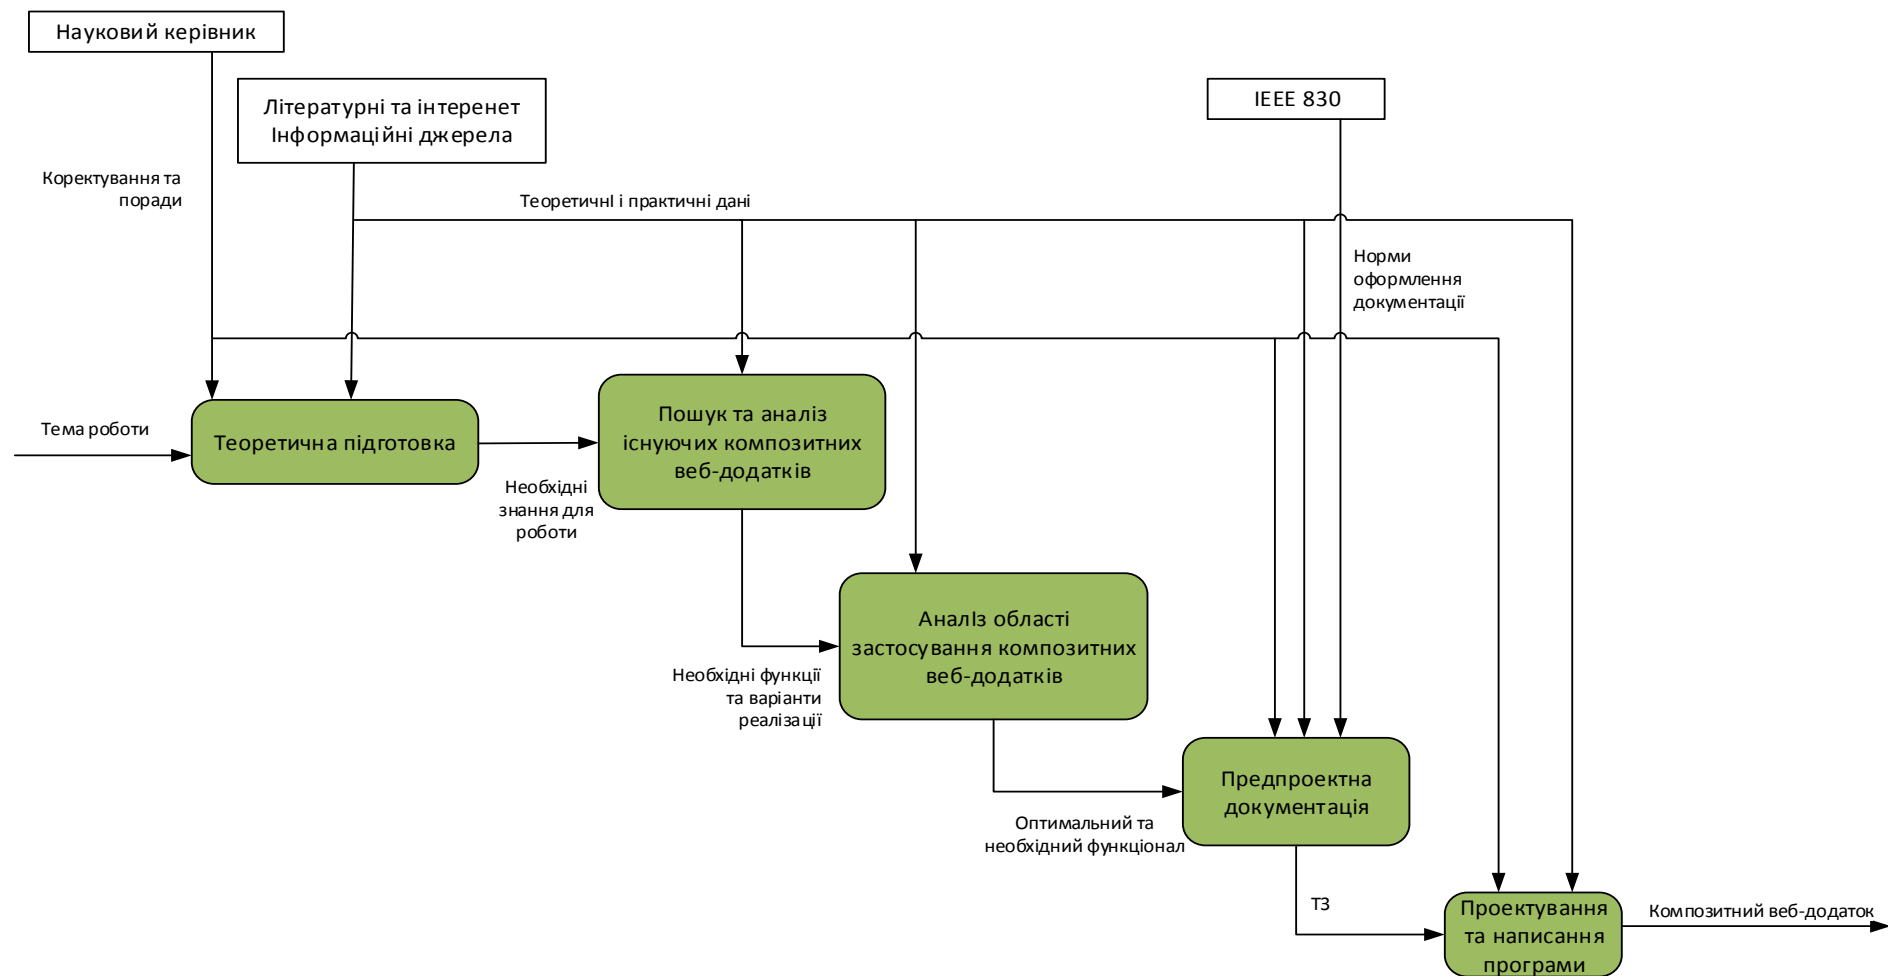 Науковий керівник
Літературні та інтеренет
Інформаційні джерела
IEEE 830
Коректування та
поради
ТеоретичнІ і практичні дані
Норми
оформлення
документації
Тема роботи
Теоретична підготовка
Пошук та аналіз
існуючих композитних
веб-додатків
Необхідні
знання для
роботи
АналІз області
застосування композитних
веб-додатків
Необхідні функції
та варіанти
реалізації
Предпроектна
документація
Оптимальний та
необхідний функціонал
ТЗ
Проектування
та написання
програми
Композитний веб-додаток